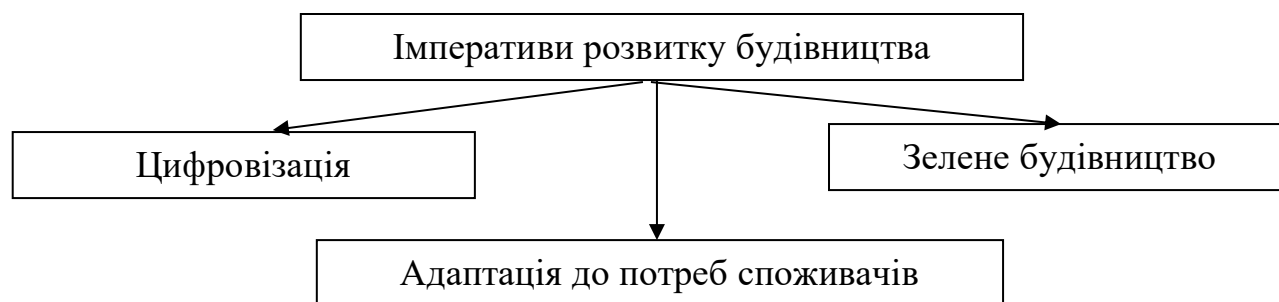 Імперативи розвитку будівництва
Цифровізація
Зелене будівництво
Адаптація до потреб споживачів